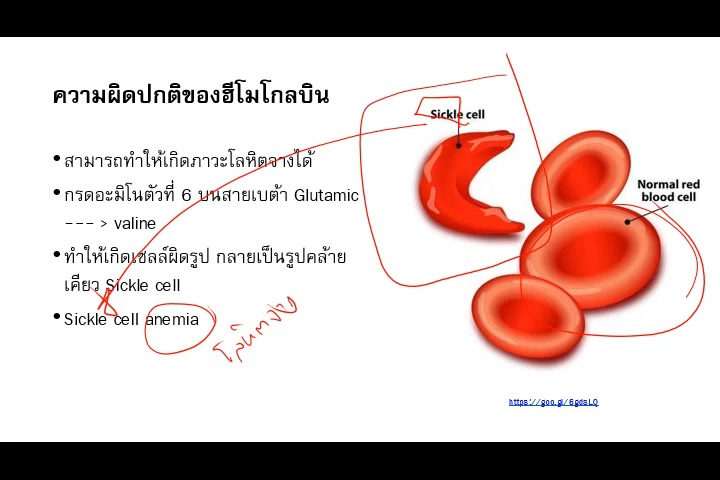 ความผิดปกติของฮีโมโกลบิน
• สามารถทำให้เกิดภาวะโลหิตจางได้
• กรดอะมิโนตัวที่ 6 บนสายเบต้า Glutamic
---> valine
• ทำให้เกิดเซลล์ผิดรูป กลายเป็นรูปคล้าย
เคียว Sickle cell
• Sickle cell anemia
โลหิตจาง
Sickle cell
Normal red
blood cell
https://goo.gl/6gdsLQ